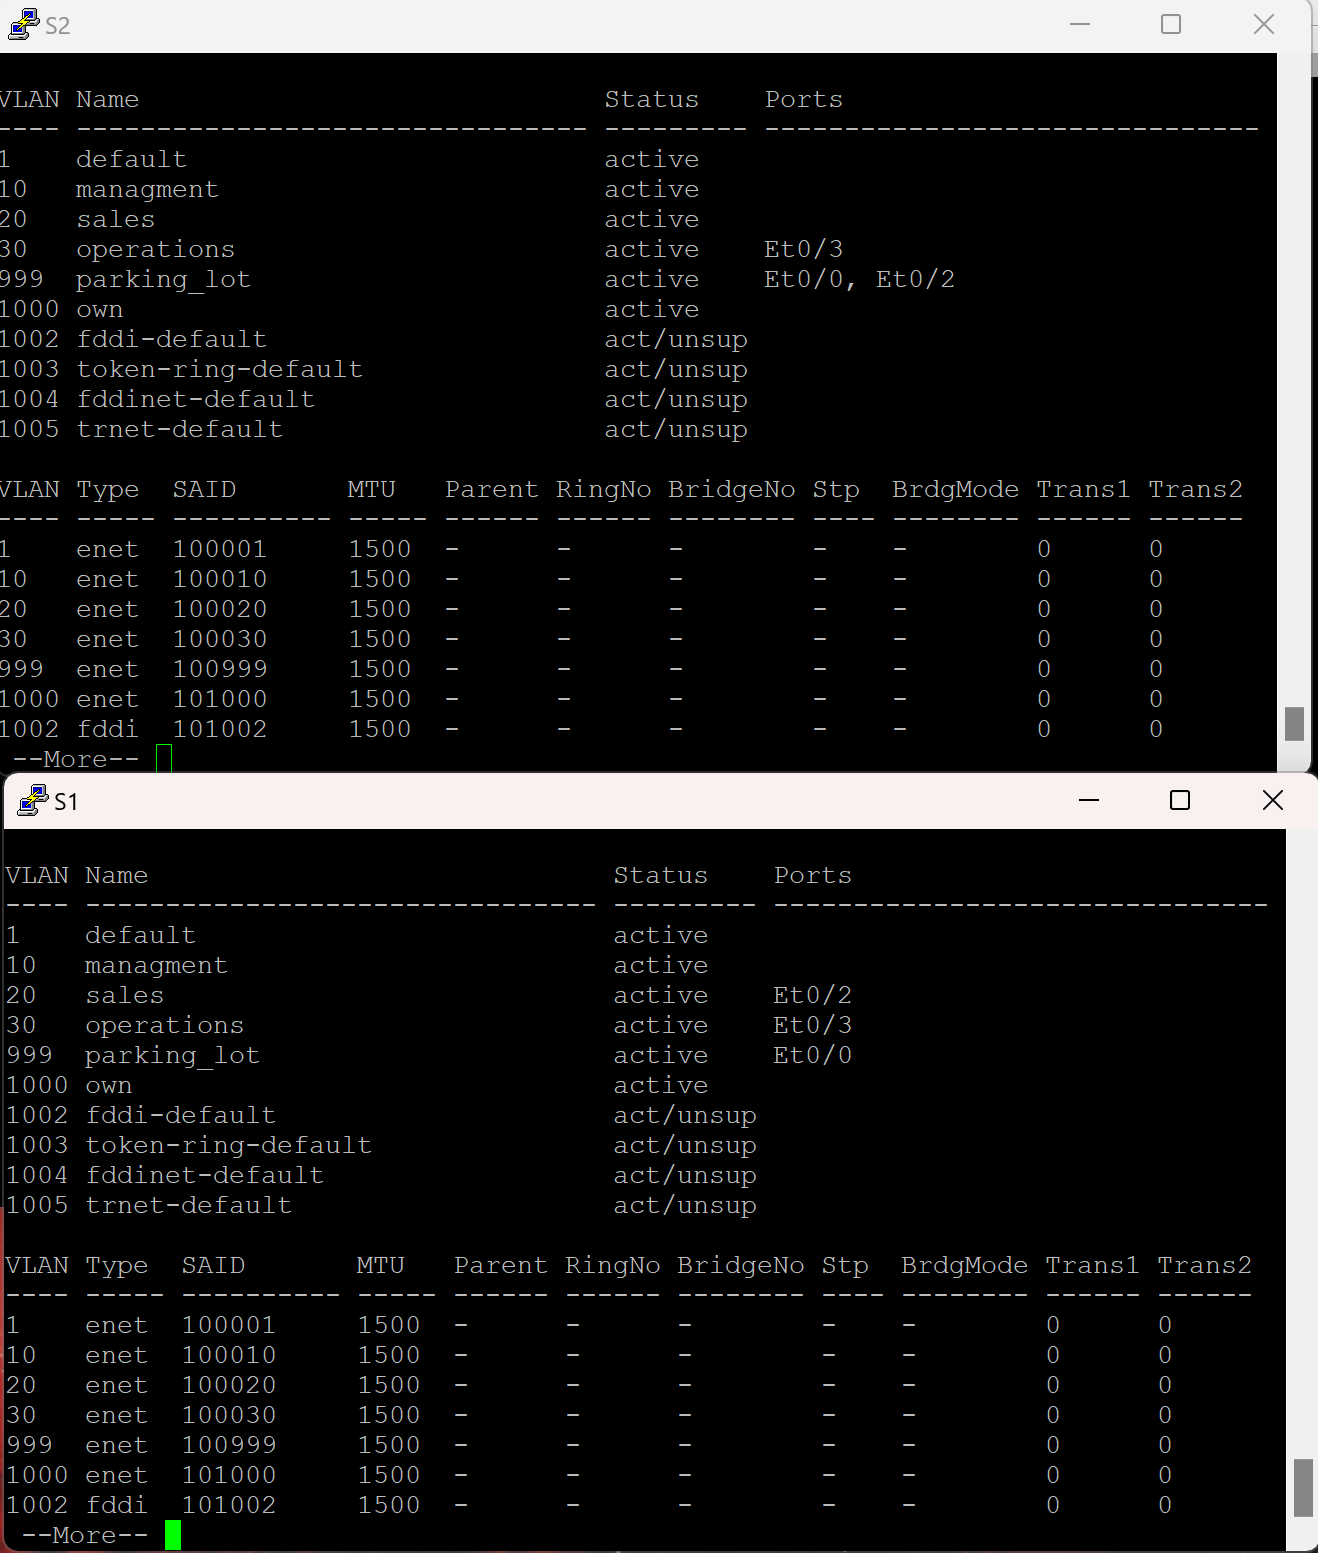 S2
VLAN Name                             Status    Ports
---- -------------------------------- --------- -------------------------------
1    default                          active
10   managment                        active
20   sales                            active
30   operations                       active    Et0/3
999  parking_lot                      active    Et0/0, Et0/2
1000 own                              active
1002 fddi-default                     act/unsup
1003 token-ring-default               act/unsup
1004 fddinet-default                  act/unsup
1005 trnet-default                    act/unsup
VLAN Type  SAID       MTU   Parent RingNo BridgeNo Stp  BrdgMode Trans1 Trans2
---- ----- ---------- ----- ------ ------ -------- ---- -------- ------ ------
1    enet  100001     1500  -      -      -        -    -        0      0
10   enet  100010     1500  -      -      -        -    -        0      0
20   enet  100020     1500  -      -      -        -    -        0      0
30   enet  100030     1500  -      -      -        -    -        0      0
999  enet  100999     1500  -      -      -        -    -        0      0
1000 enet  101000     1500  -      -      -        -    -        0      0
1002 fddi  101002     1500  -      -      -        -    -        0      0
 --More--
S1
VLAN Name                             Status    Ports
---- -------------------------------- --------- -------------------------------
1    default                          active
10   managment                        active
20   sales                            active    Et0/2
30   operations                       active    Et0/3
999  parking_lot                      active    Et0/0
1000 own                              active
1002 fddi-default                     act/unsup
1003 token-ring-default               act/unsup
1004 fddinet-default                  act/unsup
1005 trnet-default                    act/unsup
VLAN Type  SAID       MTU   Parent RingNo BridgeNo Stp  BrdgMode Trans1 Trans2
---- ----- ---------- ----- ------ ------ -------- ---- -------- ------ ------
1    enet  100001     1500  -      -      -        -    -        0      0
10   enet  100010     1500  -      -      -        -    -        0      0
20   enet  100020     1500  -      -      -        -    -        0      0
30   enet  100030     1500  -      -      -        -    -        0      0
999  enet  100999     1500  -      -      -        -    -        0      0
1000 enet  101000     1500  -      -      -        -    -        0      0
1002 fddi  101002     1500  -      -      -        -    -        0      0
 --More--